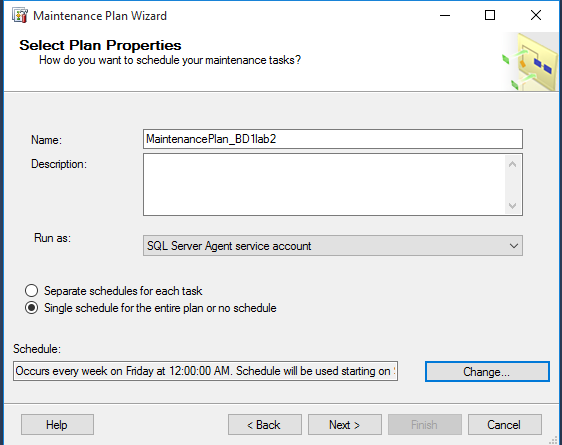 Maintenance Plan Wizard
Select Plan Properties
How do you want to schedule your maintenance tasks?
Name:
MaintenancePlan_BD1lab2
Description:
Run as:
SQL Server Agent service account
Separate schedules for each task
Single schedule for the entire plan or no schedule
Schedule:
Occurs every week on Friday at 12:00:00 AM. Schedule will be used starting on
Change...
Help
< Back
Next >
Finish
Cancel